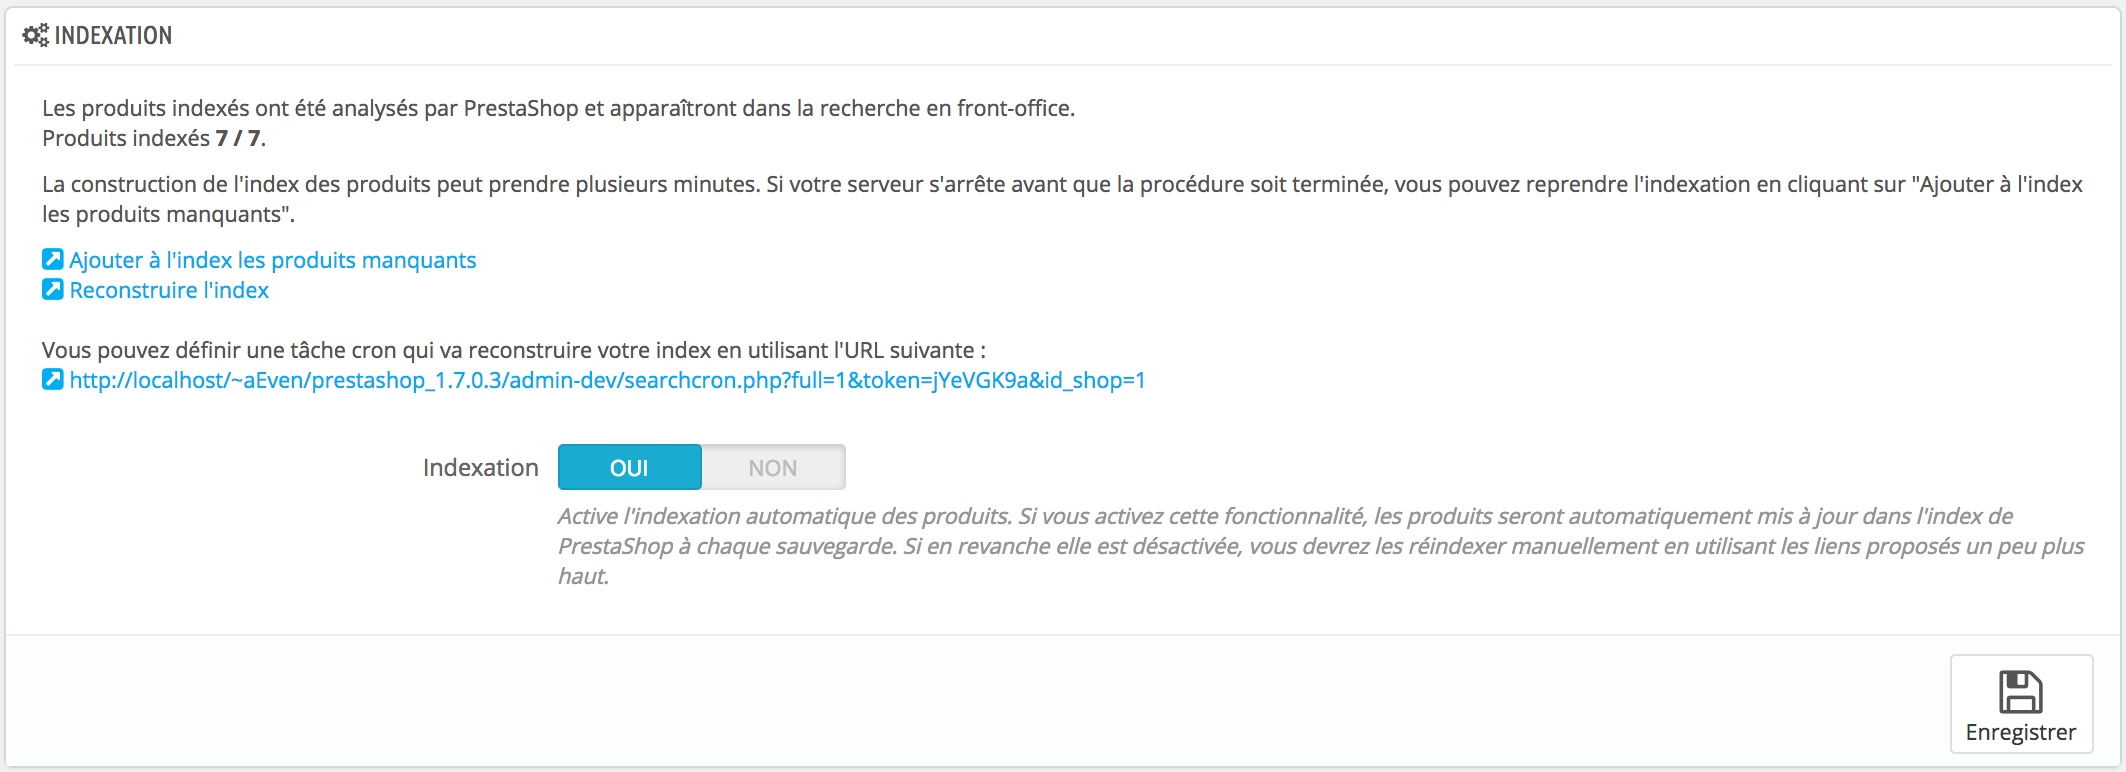 INDEXATION
Les produits indexés ont été analysés par PrestaShop et apparaîtront dans la recherche en front-office.
Produits indexés 7 / 7.
La construction de l'index des produits peut prendre plusieurs minutes. Si votre serveur s'arrête avant que la procédure soit terminée, vous pouvez reprendre l'indexation en cliquant sur "Ajouter à l'index
les produits manquants".
Ajouter à l'index les produits manquants
Reconstruire l'index
Vous pouvez définir une tâche cron qui va reconstruire votre index en utilisant l'URL suivante :
http://localhost/~aEven/prestashop_1.7.0.3/admin-dev/searchcron.php?full=1&token=jYeVGK9a&id_shop=1
Indexation OUI NON
Active l'indexation automatique des produits. Si vous activez cette fonctionnalité, les produits seront automatiquement mis à jour dans l'index de
PrestaShop à chaque sauvegarde. Si en revanche elle est désactivée, vous devrez les réindexer manuellement en utilisant les liens proposés un peu plus
haut.
Enregistrer